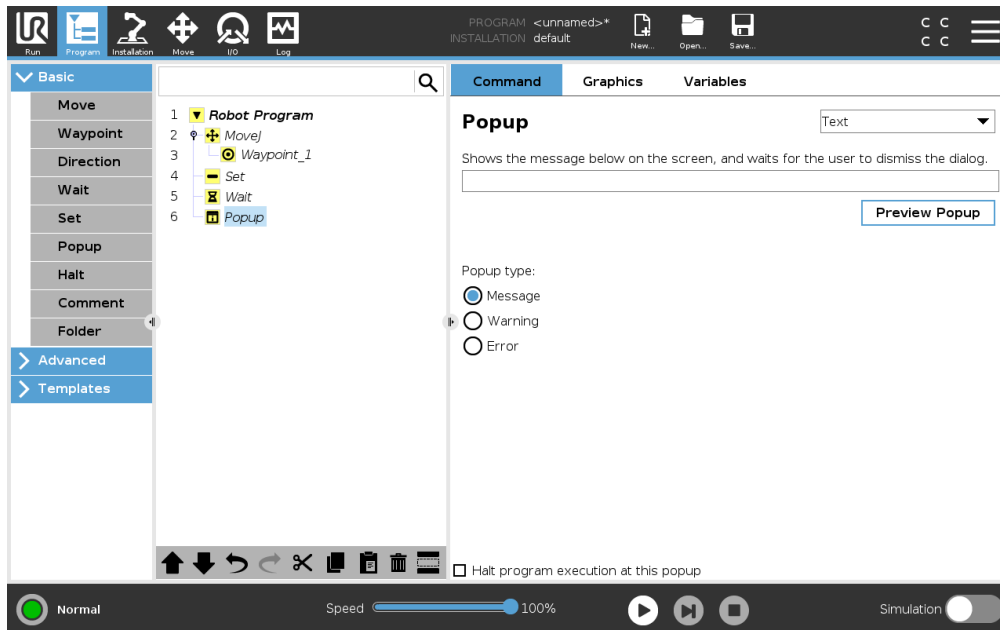 UR
Run
Program
Installation
Move
I/O
Log
PROGRAM <unnamed>*
INSTALLATION default
New...
Open...
Save...
C C
C C
Basic
Move
Waypoint
Direction
Wait
Set
Popup
Halt
Comment
Folder
Advanced
Templates
1 Robot Program
2 MoveJ
3 Waypoint_1
4 Set
5 Wait
6 Popup
Command Graphics Variables
Popup
Text
Shows the message below on the screen, and waits for the user to dismiss the dialog.
Preview Popup
Popup type:
Message
Warning
Error
Halt program execution at this popup
Normal
Speed 100%
Simulation